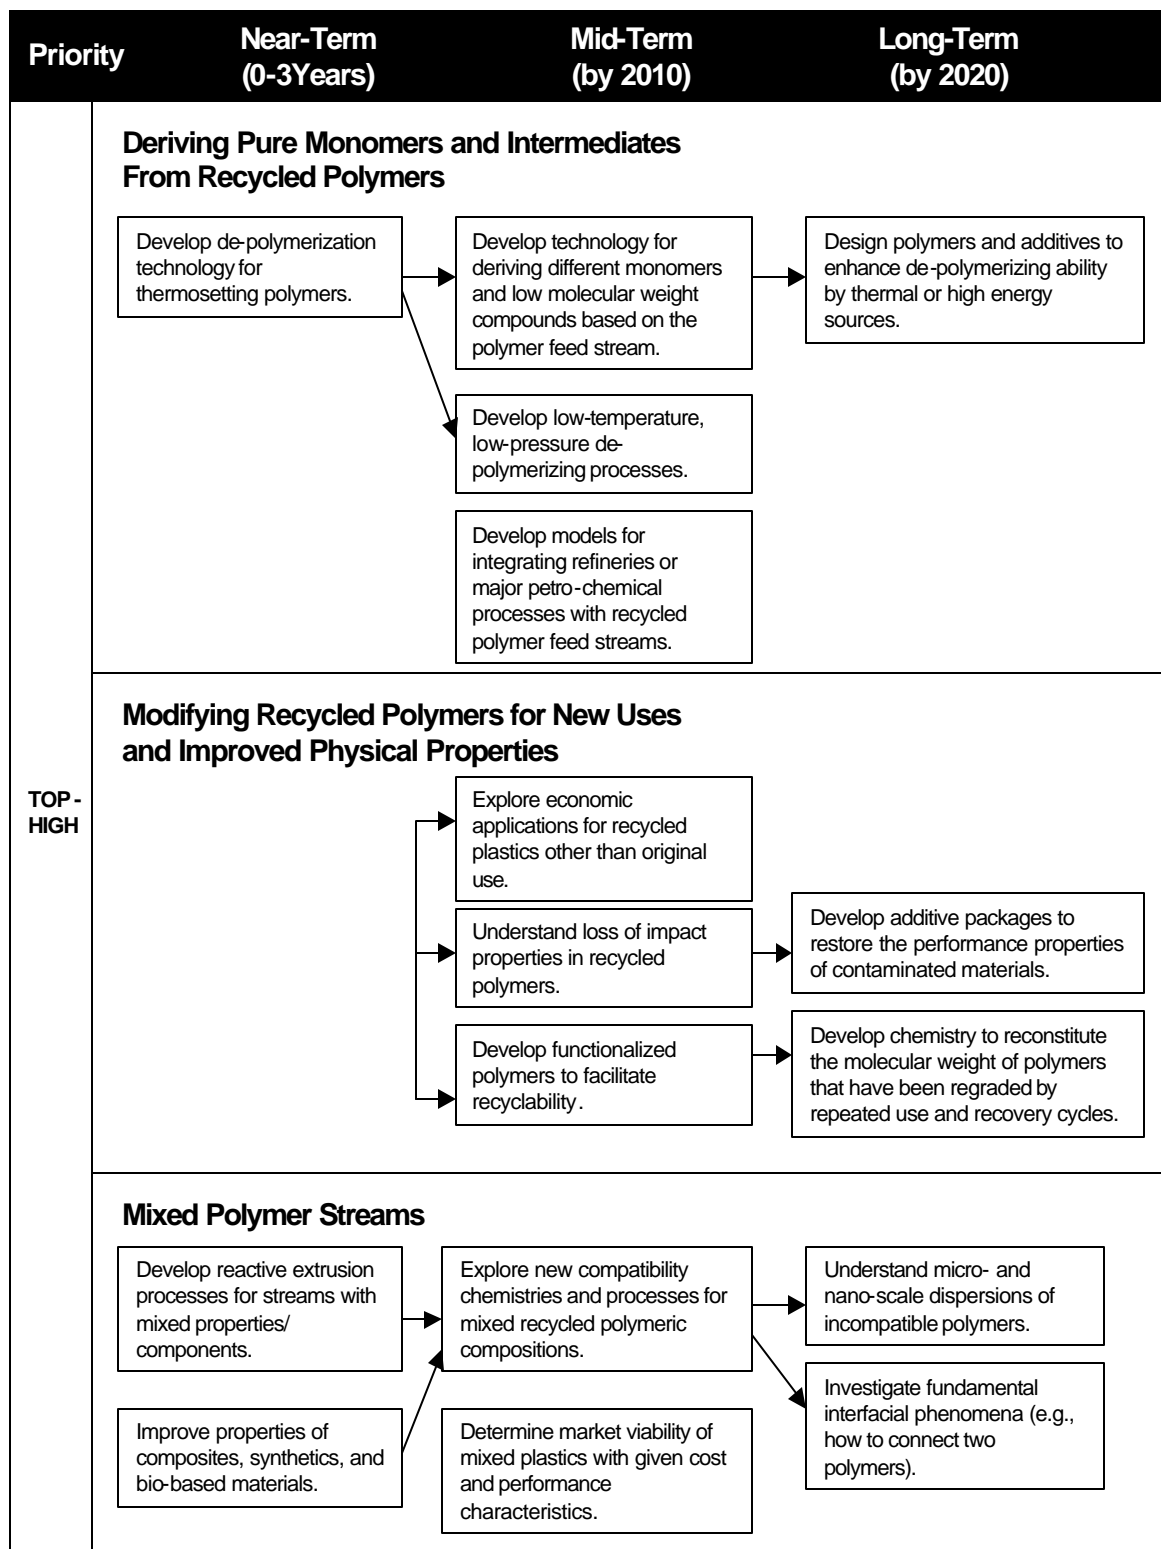 Priority
Near-Term
(0-3Years)
Mid-Term
(by 2010)
Long-Term
(by 2020)
TOP-
HIGH
Deriving Pure Monomers and Intermediates
From Recycled Polymers
Develop de-polymerization
technology for
thermosetting polymers.
Develop technology for
deriving different monomers
and low molecular weight
compounds based on the
polymer feed stream.
Design polymers and additives to
enhance de-polymerizing ability
by thermal or high energy
sources.
Develop low-temperature,
low-pressure de-
polymerizing processes.
Develop models for
integrating refineries or
major petro-chemical
processes with recycled
polymer feed streams.
Modifying Recycled Polymers for New Uses
and Improved Physical Properties
Explore economic
applications for recycled
plastics other than original
use.
Understand loss of impact
properties in recycled
polymers.
Develop additive packages to
restore the performance properties
of contaminated materials.
Develop functionalized
polymers to facilitate
recyclability.
Develop chemistry to reconstitute
the molecular weight of polymers
that have been regraded by
repeated use and recovery cycles.
Mixed Polymer Streams
Develop reactive extrusion
processes for streams with
mixed properties/
components.
Explore new compatibility
chemistries and processes for
mixed recycled polymeric
compositions.
Understand micro- and
nano-scale dispersions of
incompatible polymers.
Improve properties of
composites, synthetics, and
bio-based materials.
Determine market viability of
mixed plastics with given cost
and performance
characteristics.
Investigate fundamental
interfacial phenomena (e.g.,
how to connect two
polymers).